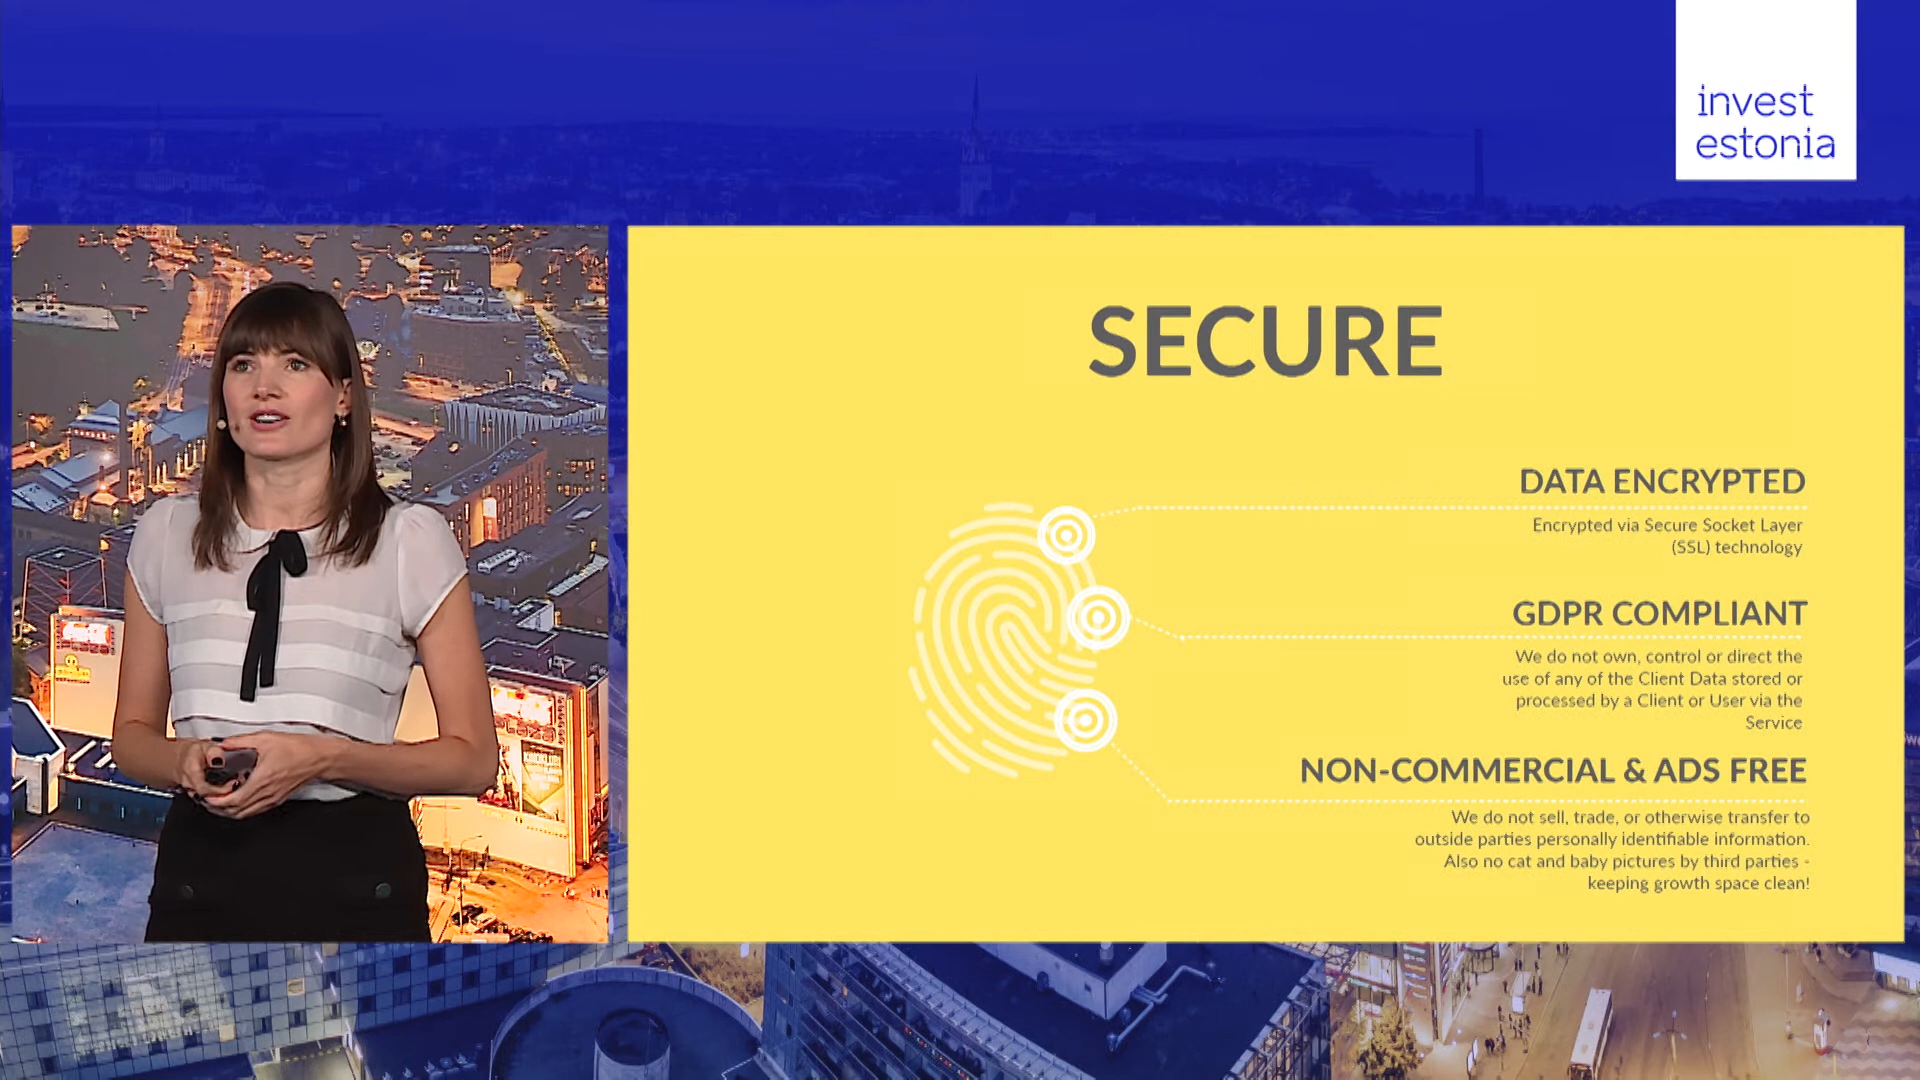 invest
estonia
SECURE
DATA ENCRYPTED
Encrypted via Secure Socket Layer
(SSL) technology
GDPR COMPLIANT
We do not own, control or direct the
use of any of the Client Data stored or
processed by a Client or User via the
Service
NON-COMMERCIAL & ADS FREE
We do not sell, trade, or otherwise transfer to
outside parties personally identifiable information.
Also no cat and baby pictures by third parties -
keeping growth space clean!